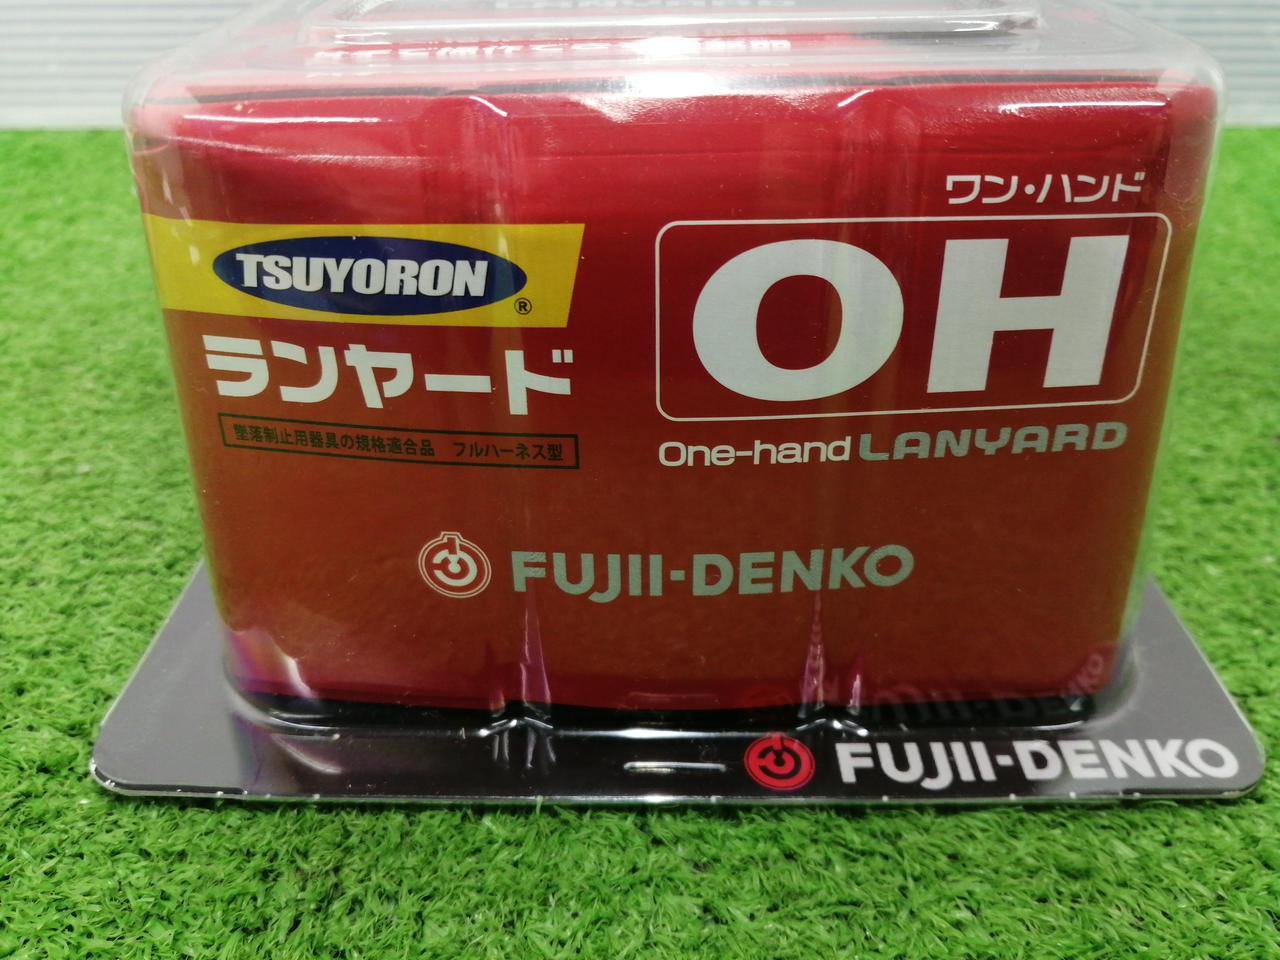 LANYARD
ワン・ハンド
OH
One-hand LANYARD
TSUYORON
®
ランヤード
墜落制止用器具の規格適合品 フルハーネス型
FUJII-DENKO
FUJII-DENKO